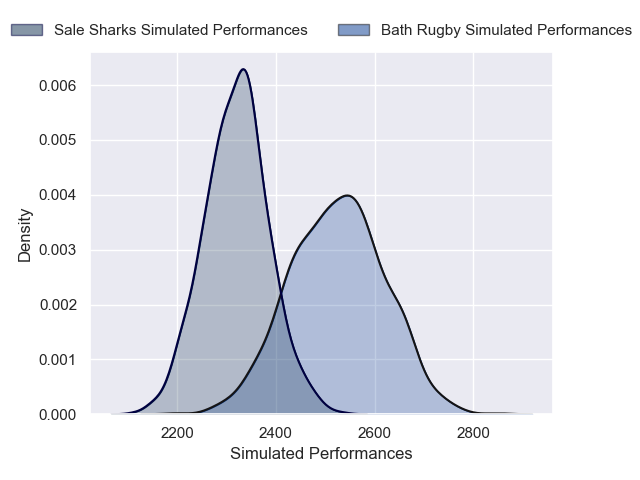 Sale Sharks Simulated Performances Bath Rugby Simulated Performances
0.006
0.005
0.004
0.003
0.002
0.001
0.000
Density
2200 2400 2600 2800
Simulated Performances